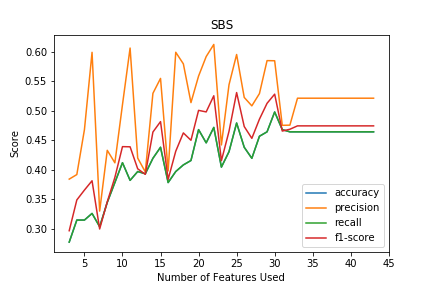 SBS
Score
0.60
0.55
0.50
0.45
0.40
0.35
0.30
accuracy
precision
recall
f1-score
5 10 15 20 25 30 35 40 45
Number of Features Used